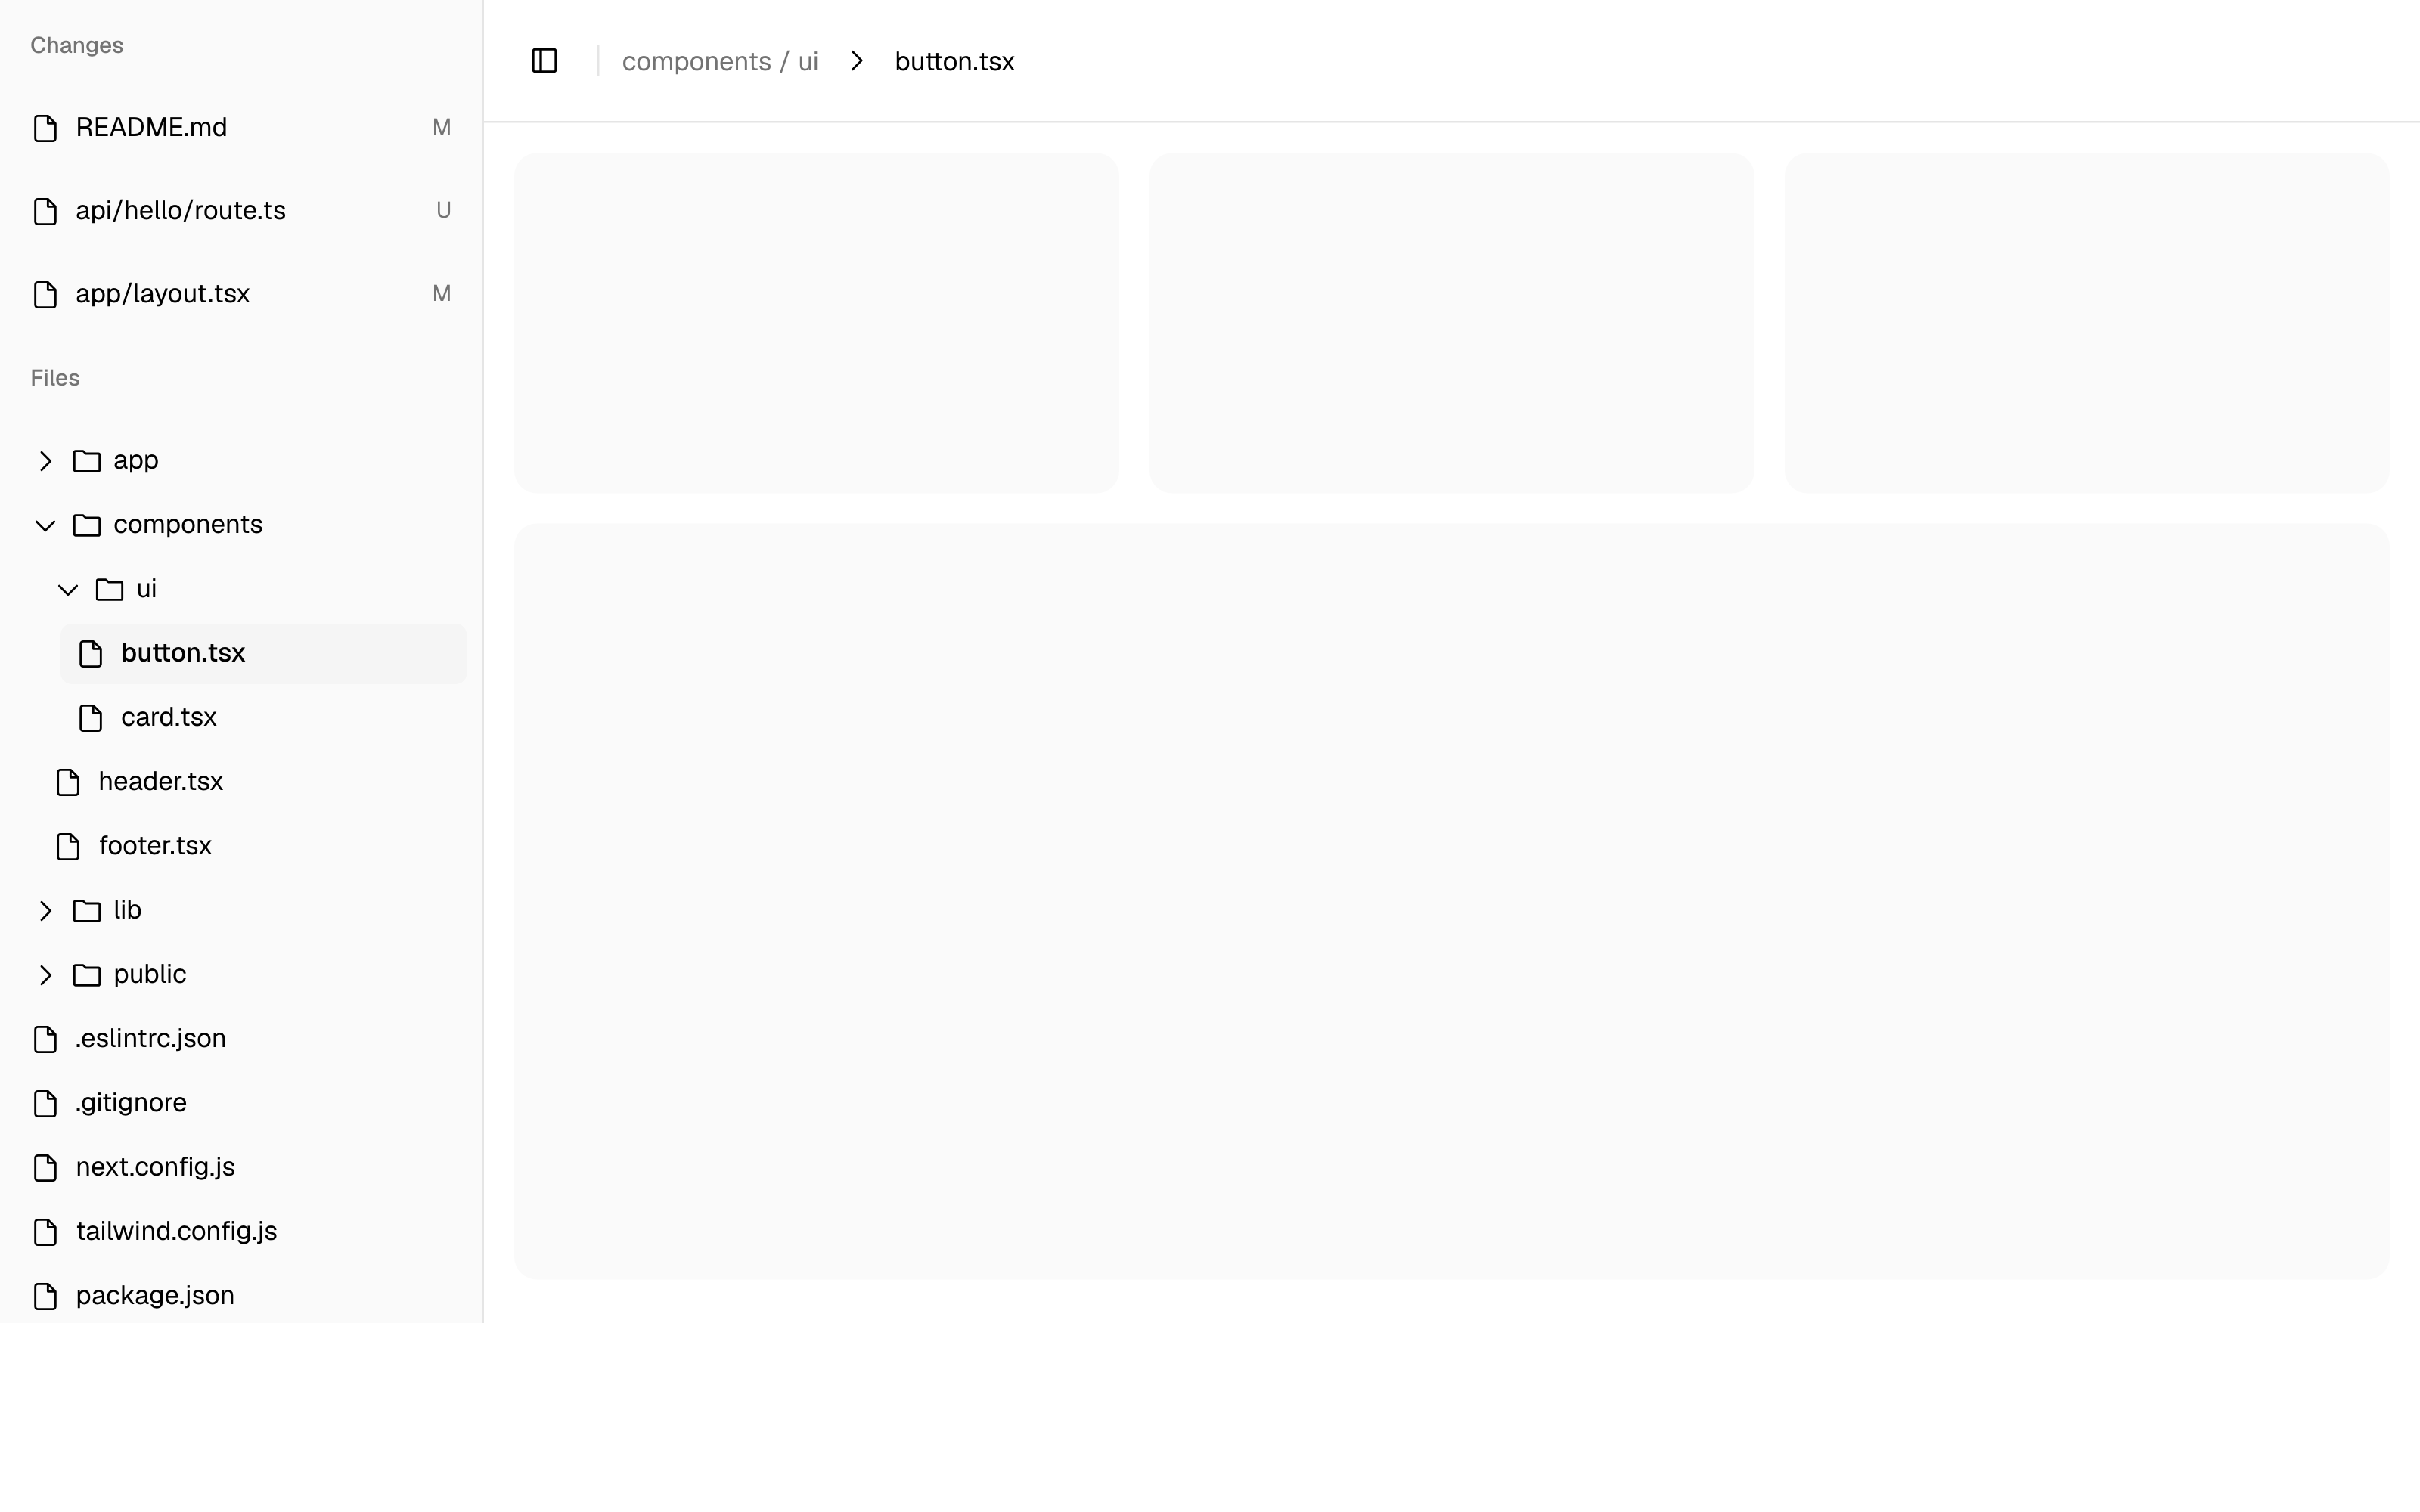 Changes
README.md M
api/hello/route.ts U
app/layout.tsx M
Files
app
components
ui
button.tsx
card.tsx
header.tsx
footer.tsx
lib
public
.eslintrc.json
.gitignore
next.config.js
tailwind.config.js
package.json
components / ui button.tsx